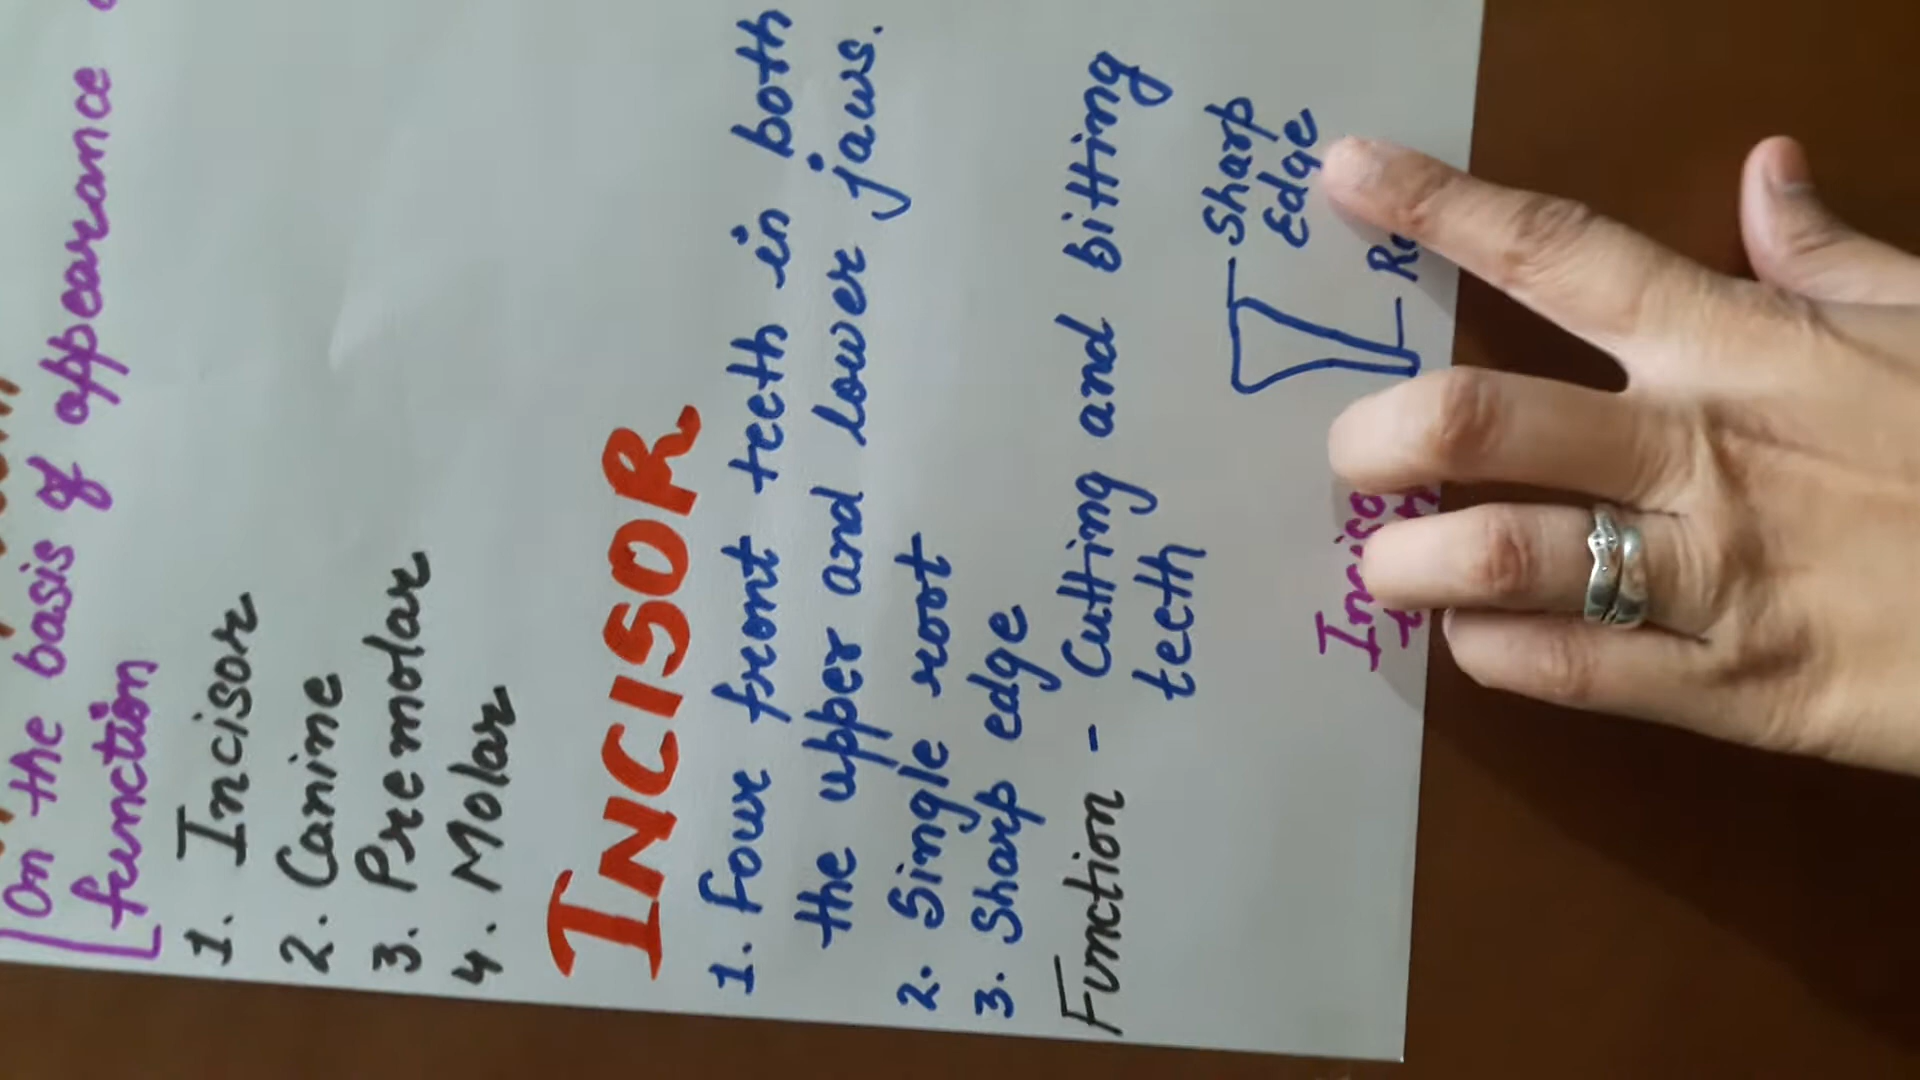 On the basis of appearance
function
1. Incisor
2. Canine
3. Premolar
4. Molar
INCISOR
1. Four front teeth in both
the upper and lower jaws.
2. Single root
3. Sharp edge
Function - Cutting and bitting
teeth
Sharp
Edge